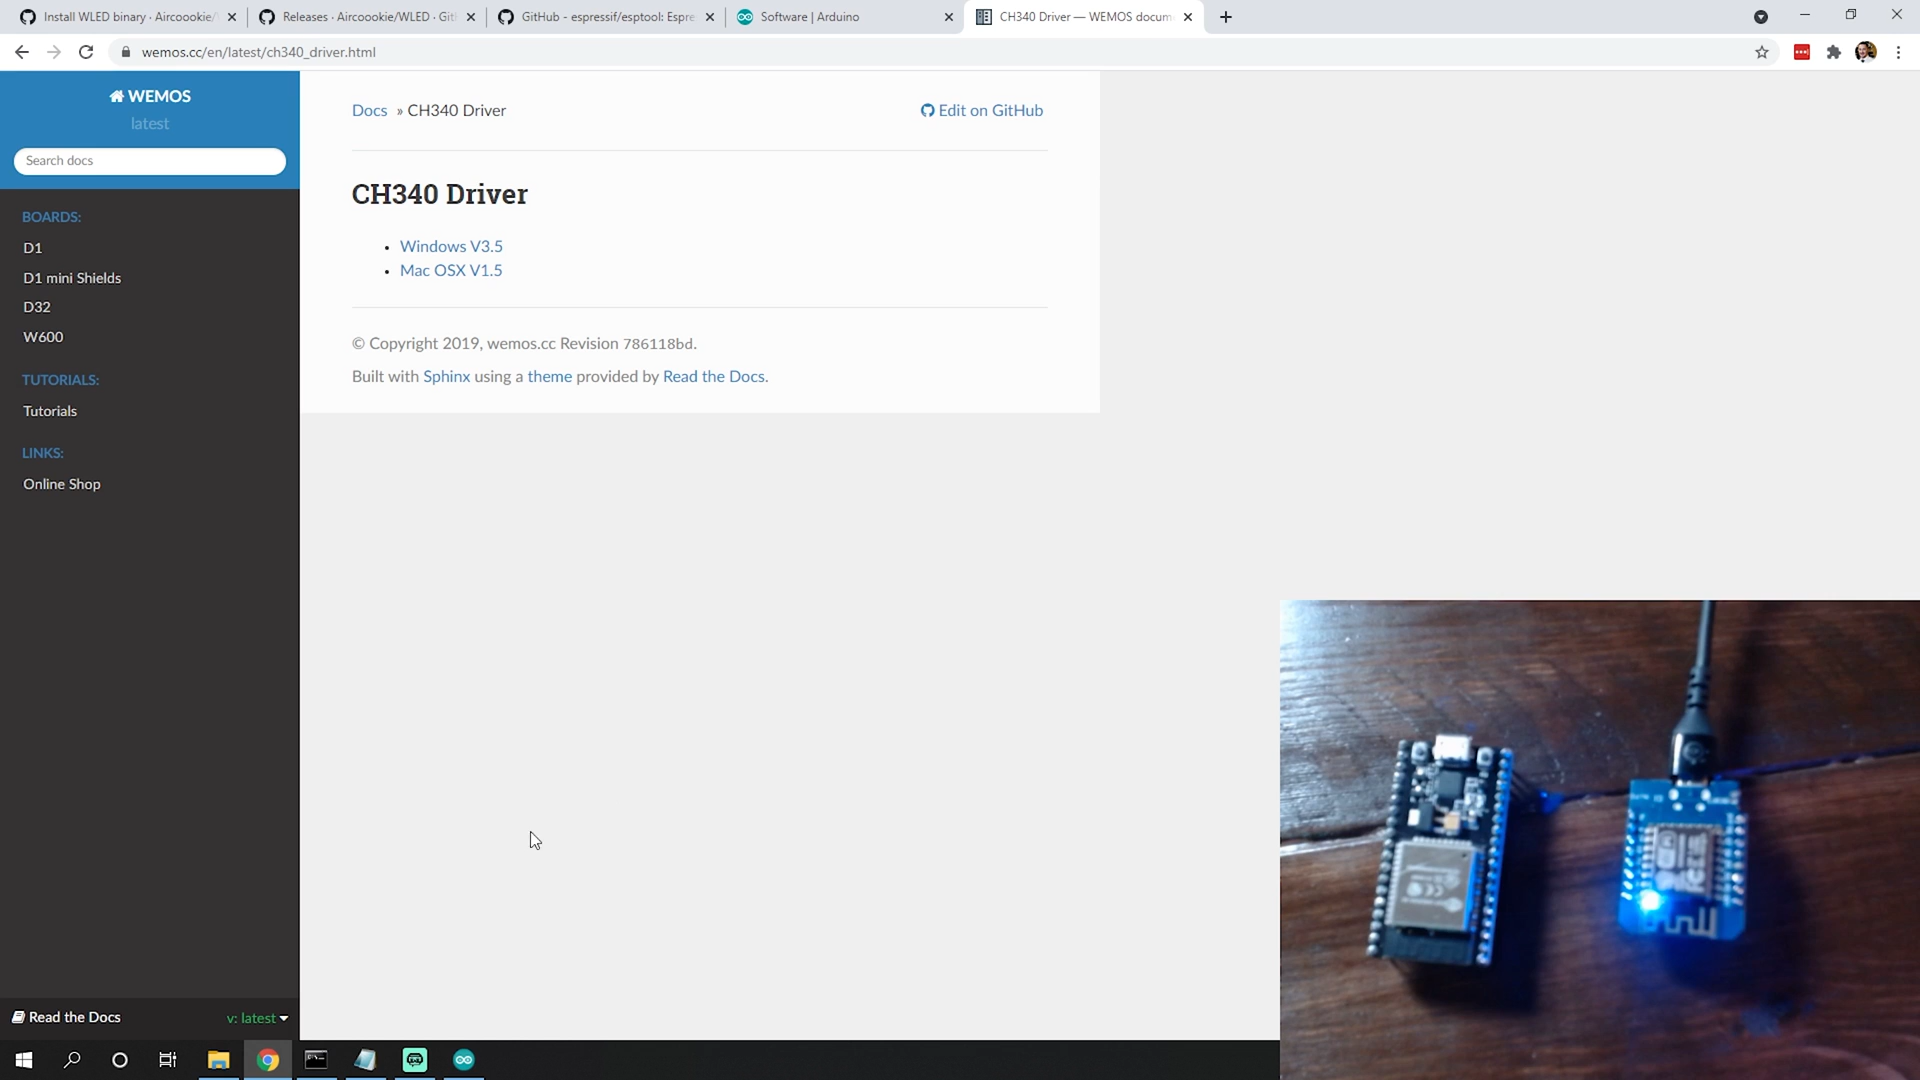 Install WLED binary · Aircoookie/
Releases · Aircoookie/WLED · Git
GitHub - espressif/esptool: Espre
Software | Arduino
CH340 Driver — WEMOS docum
wemos.cc/en/latest/ch340_driver.html
WEMOS
latest
Search docs
BOARDS:
D1
D1 mini Shields
D32
W600
TUTORIALS:
Tutorials
LINKS:
Online Shop
Read the Docs
v: latest
Docs » CH340 Driver
Edit on GitHub
CH340 Driver
Windows V3.5
Mac OSX V1.5
© Copyright 2019, wemos.cc Revision 786118bd.
Built with Sphinx using a theme provided by Read the Docs.